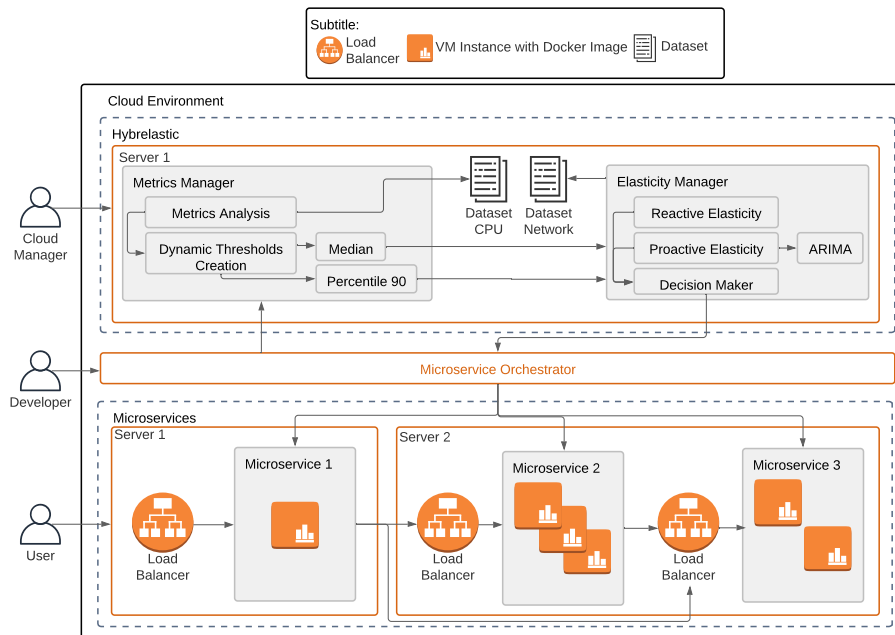 Subtitle:
Load
Balancer
VM Instance with Docker Image
Dataset
Cloud Environment
Hybrelastic
Server 1
Metrics Manager
Metrics Analysis
Dynamic Thresholds
Creation
Median
Percentile 90
Dataset
CPU
Dataset
Network
Elasticity Manager
Reactive Elasticity
Proactive Elasticity
ARIMA
Decision Maker
Cloud
Manager
Microservice Orchestrator
Developer
Microservices
Server 1
Microservice 1
Load
Balancer
Server 2
Load
Balancer
Microservice 2
Load
Balancer
Microservice 3
User